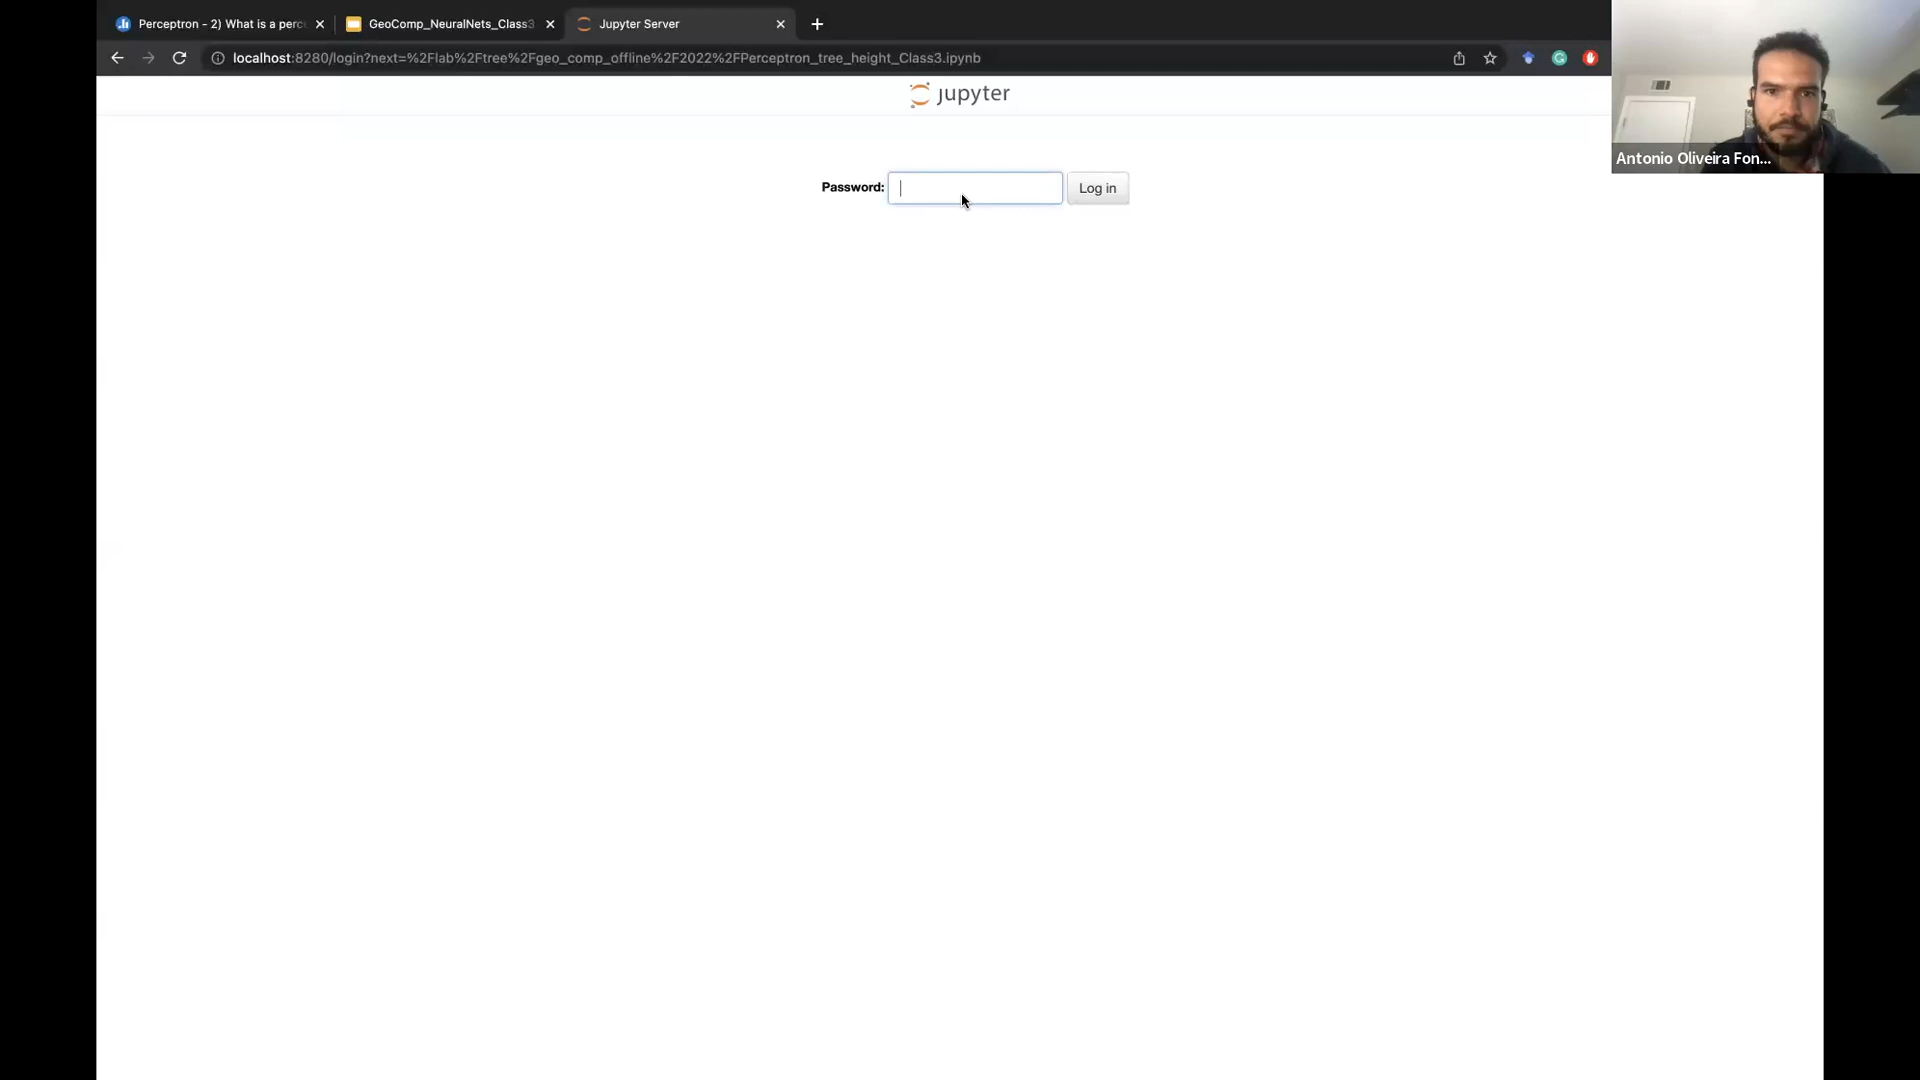 Perceptron - 2) What is a perc
GeoComp_NeuralNets_Class3
Jupyter Server
localhost:8280/login?next=%2Flab%2Ftree%2Fgeo_comp_offline%2F2022%2FPerceptron_tree_height_Class3.ipynb
jupyter
Password:
Log in
Antonio Oliveira Fon...